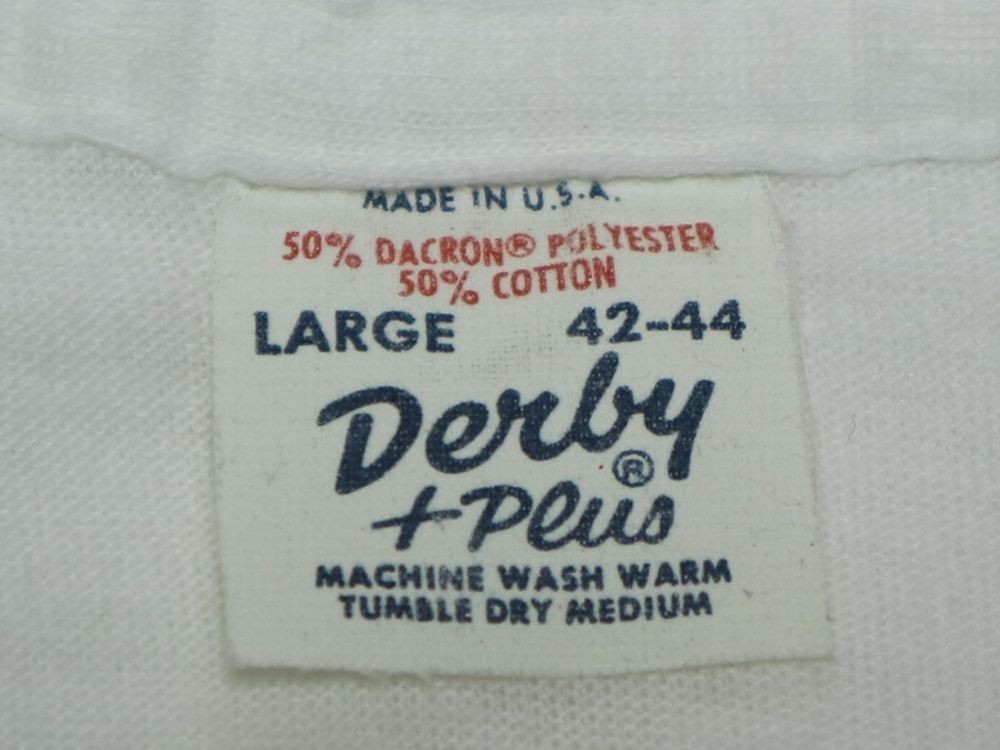 MADE IN U.S.A.
50% DACRON® POLYESTER
50% COTTON
LARGE 42-44
Derby®
+Plus
MACHINE WASH WARM
TUMBLE DRY MEDIUM